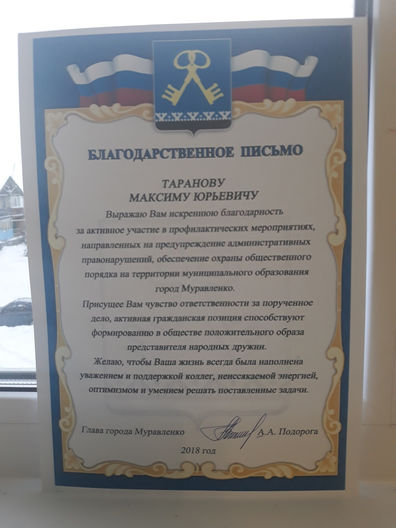 БЛАГОДАРСТВЕННОЕ ПИСЬМО
ТАРАНОВУ
МАКСИМУ ЮРЬЕВИЧУ
Выражаю Вам искреннюю благодарность
за активное участие в профилактических мероприятиях,
направленных на предупреждение административных
правонарушений, обеспечение охраны общественного
порядка на территории муниципального образования
город Муравленко.
Присущее Вам чувство ответственности за порученное
дело, активная гражданская позиция способствуют
формированию в обществе положительного образа
представителя народных дружин.
Желаю, чтобы Ваша жизнь всегда была наполнена
уважением и поддержкой коллег, неиссякаемой энергией,
оптимизмом и умением решать поставленные задачи.
Глава города Муравленко А.А. Подорога
2018 год